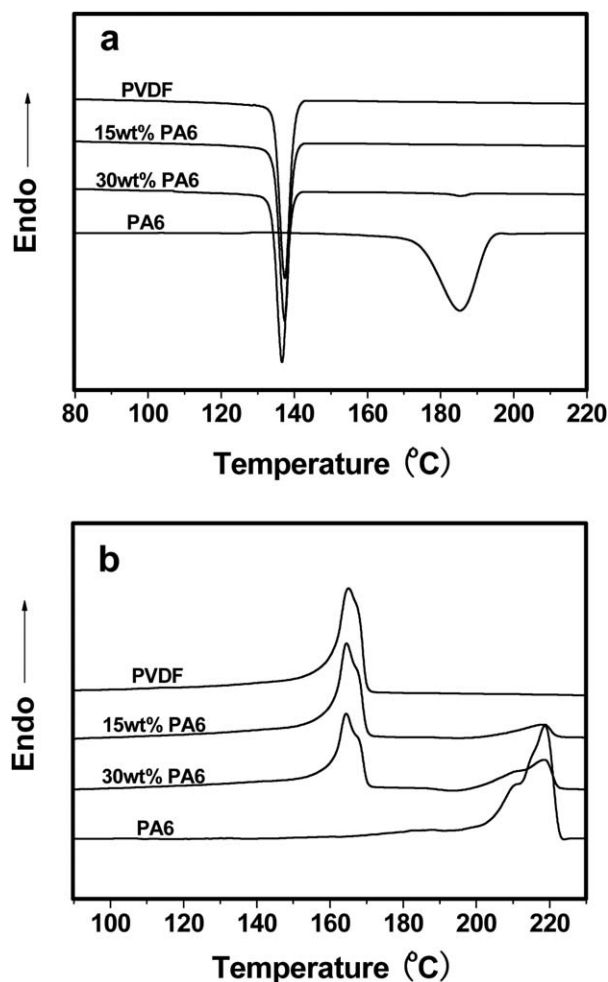 a
PVDF
15wt% PA6
30wt% PA6
PA6
Endo
80 100 120 140 160 180 200 220
Temperature (°C)
b
PVDF
15wt% PA6
30wt% PA6
PA6
Endo
100 120 140 160 180 200 220
Temperature (°C)